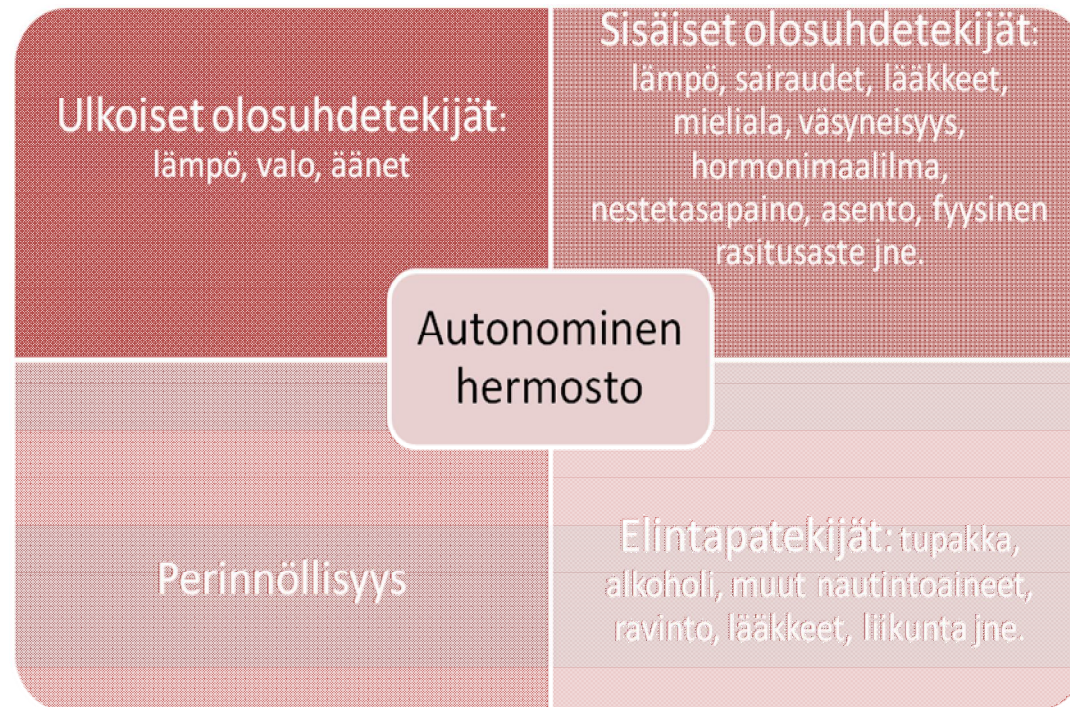 Ulkoiset olosuhdetekijät:
lämpö, valo, äänet
Sisäiset olosuhdetekijät:
lämpö, sairaudet, lääkkeet,
mieliala, väsyneisyys,
hormonimaalilma,
nestetasapaino, asento, fyysinen
rasitusaste jne.
Autonominen
hermosto
Perinnöllisyys
Elintapatekijät: tupakka,
alkoholi, muut nautintoaineet,
ravinto, lääkkeet, liikunta jne.